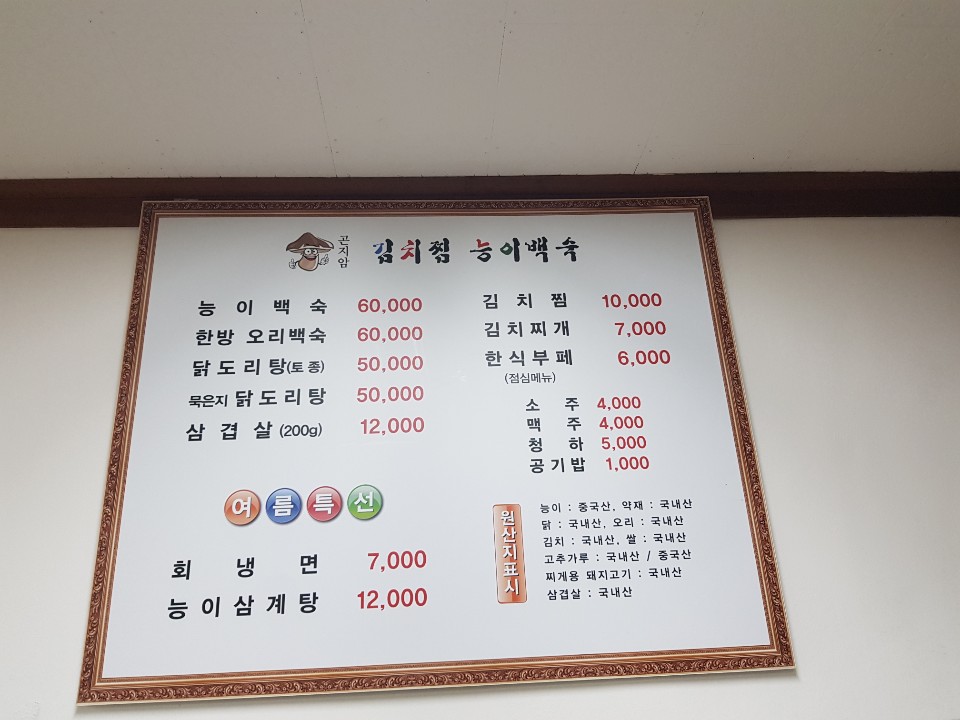 곤지암 김치찜 능이백숙
능이백숙 60,000
한방 오리백숙 60,000
닭도리탕(토종) 50,000
묵은지 닭도리탕 50,000
삼겹살 (200g) 12,000
여름특선
회냉면 7,000
능이삼계탕 12,000
김치찜 10,000
김치찌개 7,000
한식부페 6,000
(점심메뉴)
소주 4,000
맥주 4,000
청하 5,000
공기밥 1,000
원산지표시
능이 : 중국산, 약재 : 국내산
닭 : 국내산, 오리 : 국내산
김치 : 국내산, 쌀 : 국내산
고추가루 : 국내산 / 중국산
찌게용 돼지고기 : 국내산
삼겹살 : 국내산